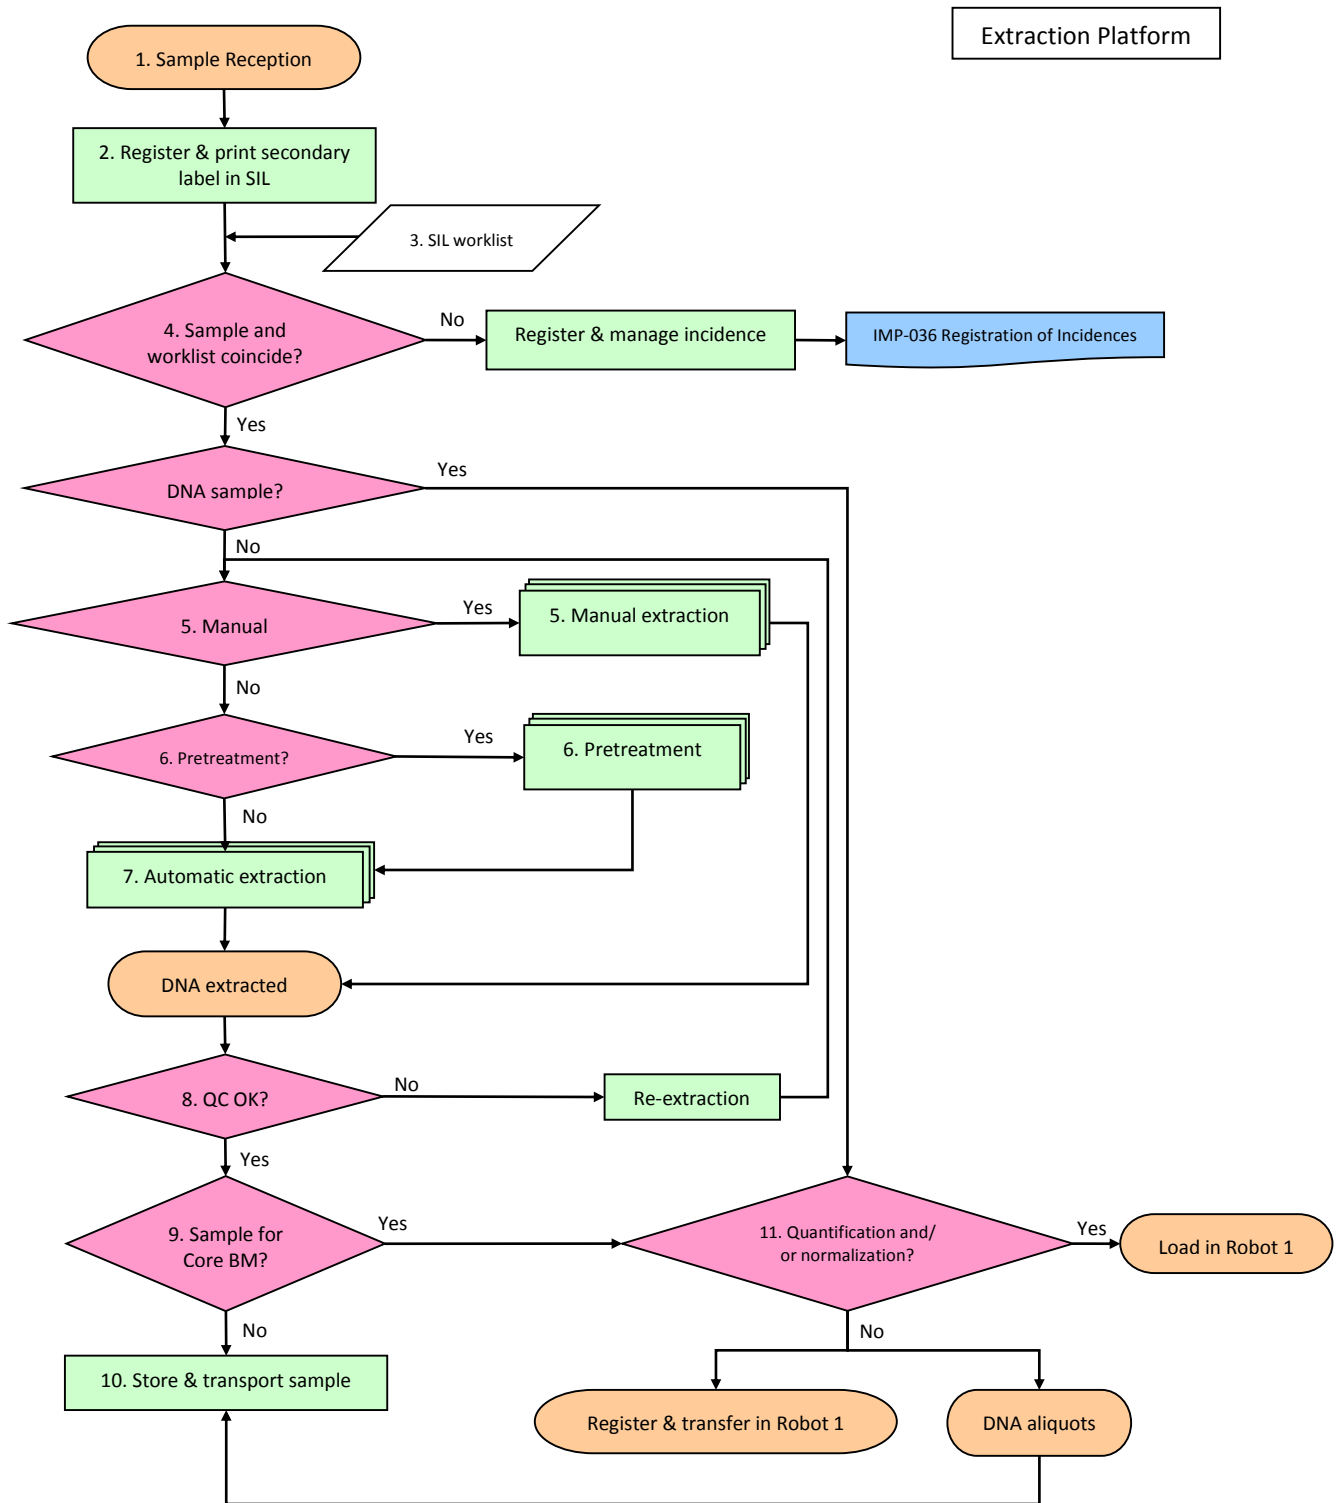 Extraction Platform
1. Sample Reception
2. Register & print secondary
label in SIL
3. SIL worklist
4. Sample and
worklist coincide?
No
Register & manage incidence
IMP-036 Registration of Incidences
Yes
DNA sample?
Yes
No
5. Manual
Yes
5. Manual extraction
No
6. Pretreatment?
Yes
6. Pretreatment
No
7. Automatic extraction
DNA extracted
8. QC OK?
No
Re-extraction
Yes
9. Sample for
Core BM?
Yes
11. Quantification and/
or normalization?
Yes
Load in Robot 1
No
No
10. Store & transport sample
Register & transfer in Robot 1
DNA aliquots